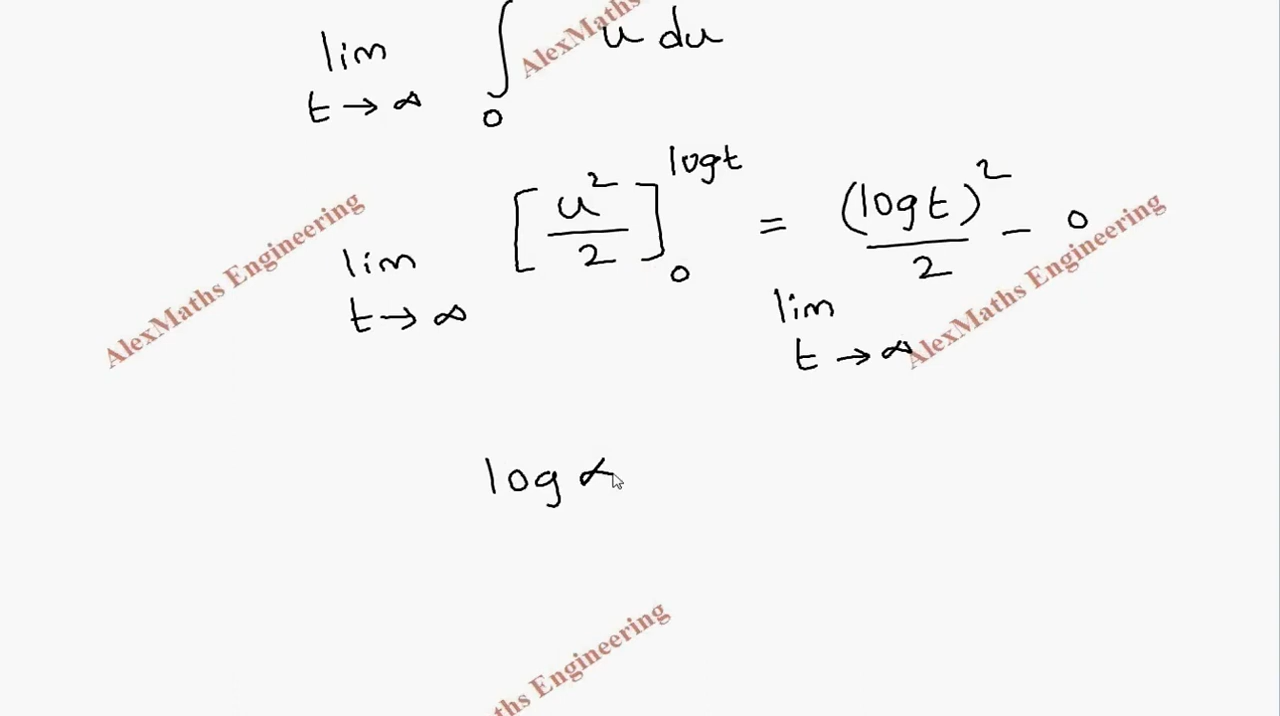 lim ∫ u du
t → ∞ 0
lim [u²/2]₀^log t = (log t)²/2 - 0
t → ∞
lim
t → ∞
log ∞
AlexMaths
AlexMaths Engineering
AlexMaths Engineering
ths Engineering